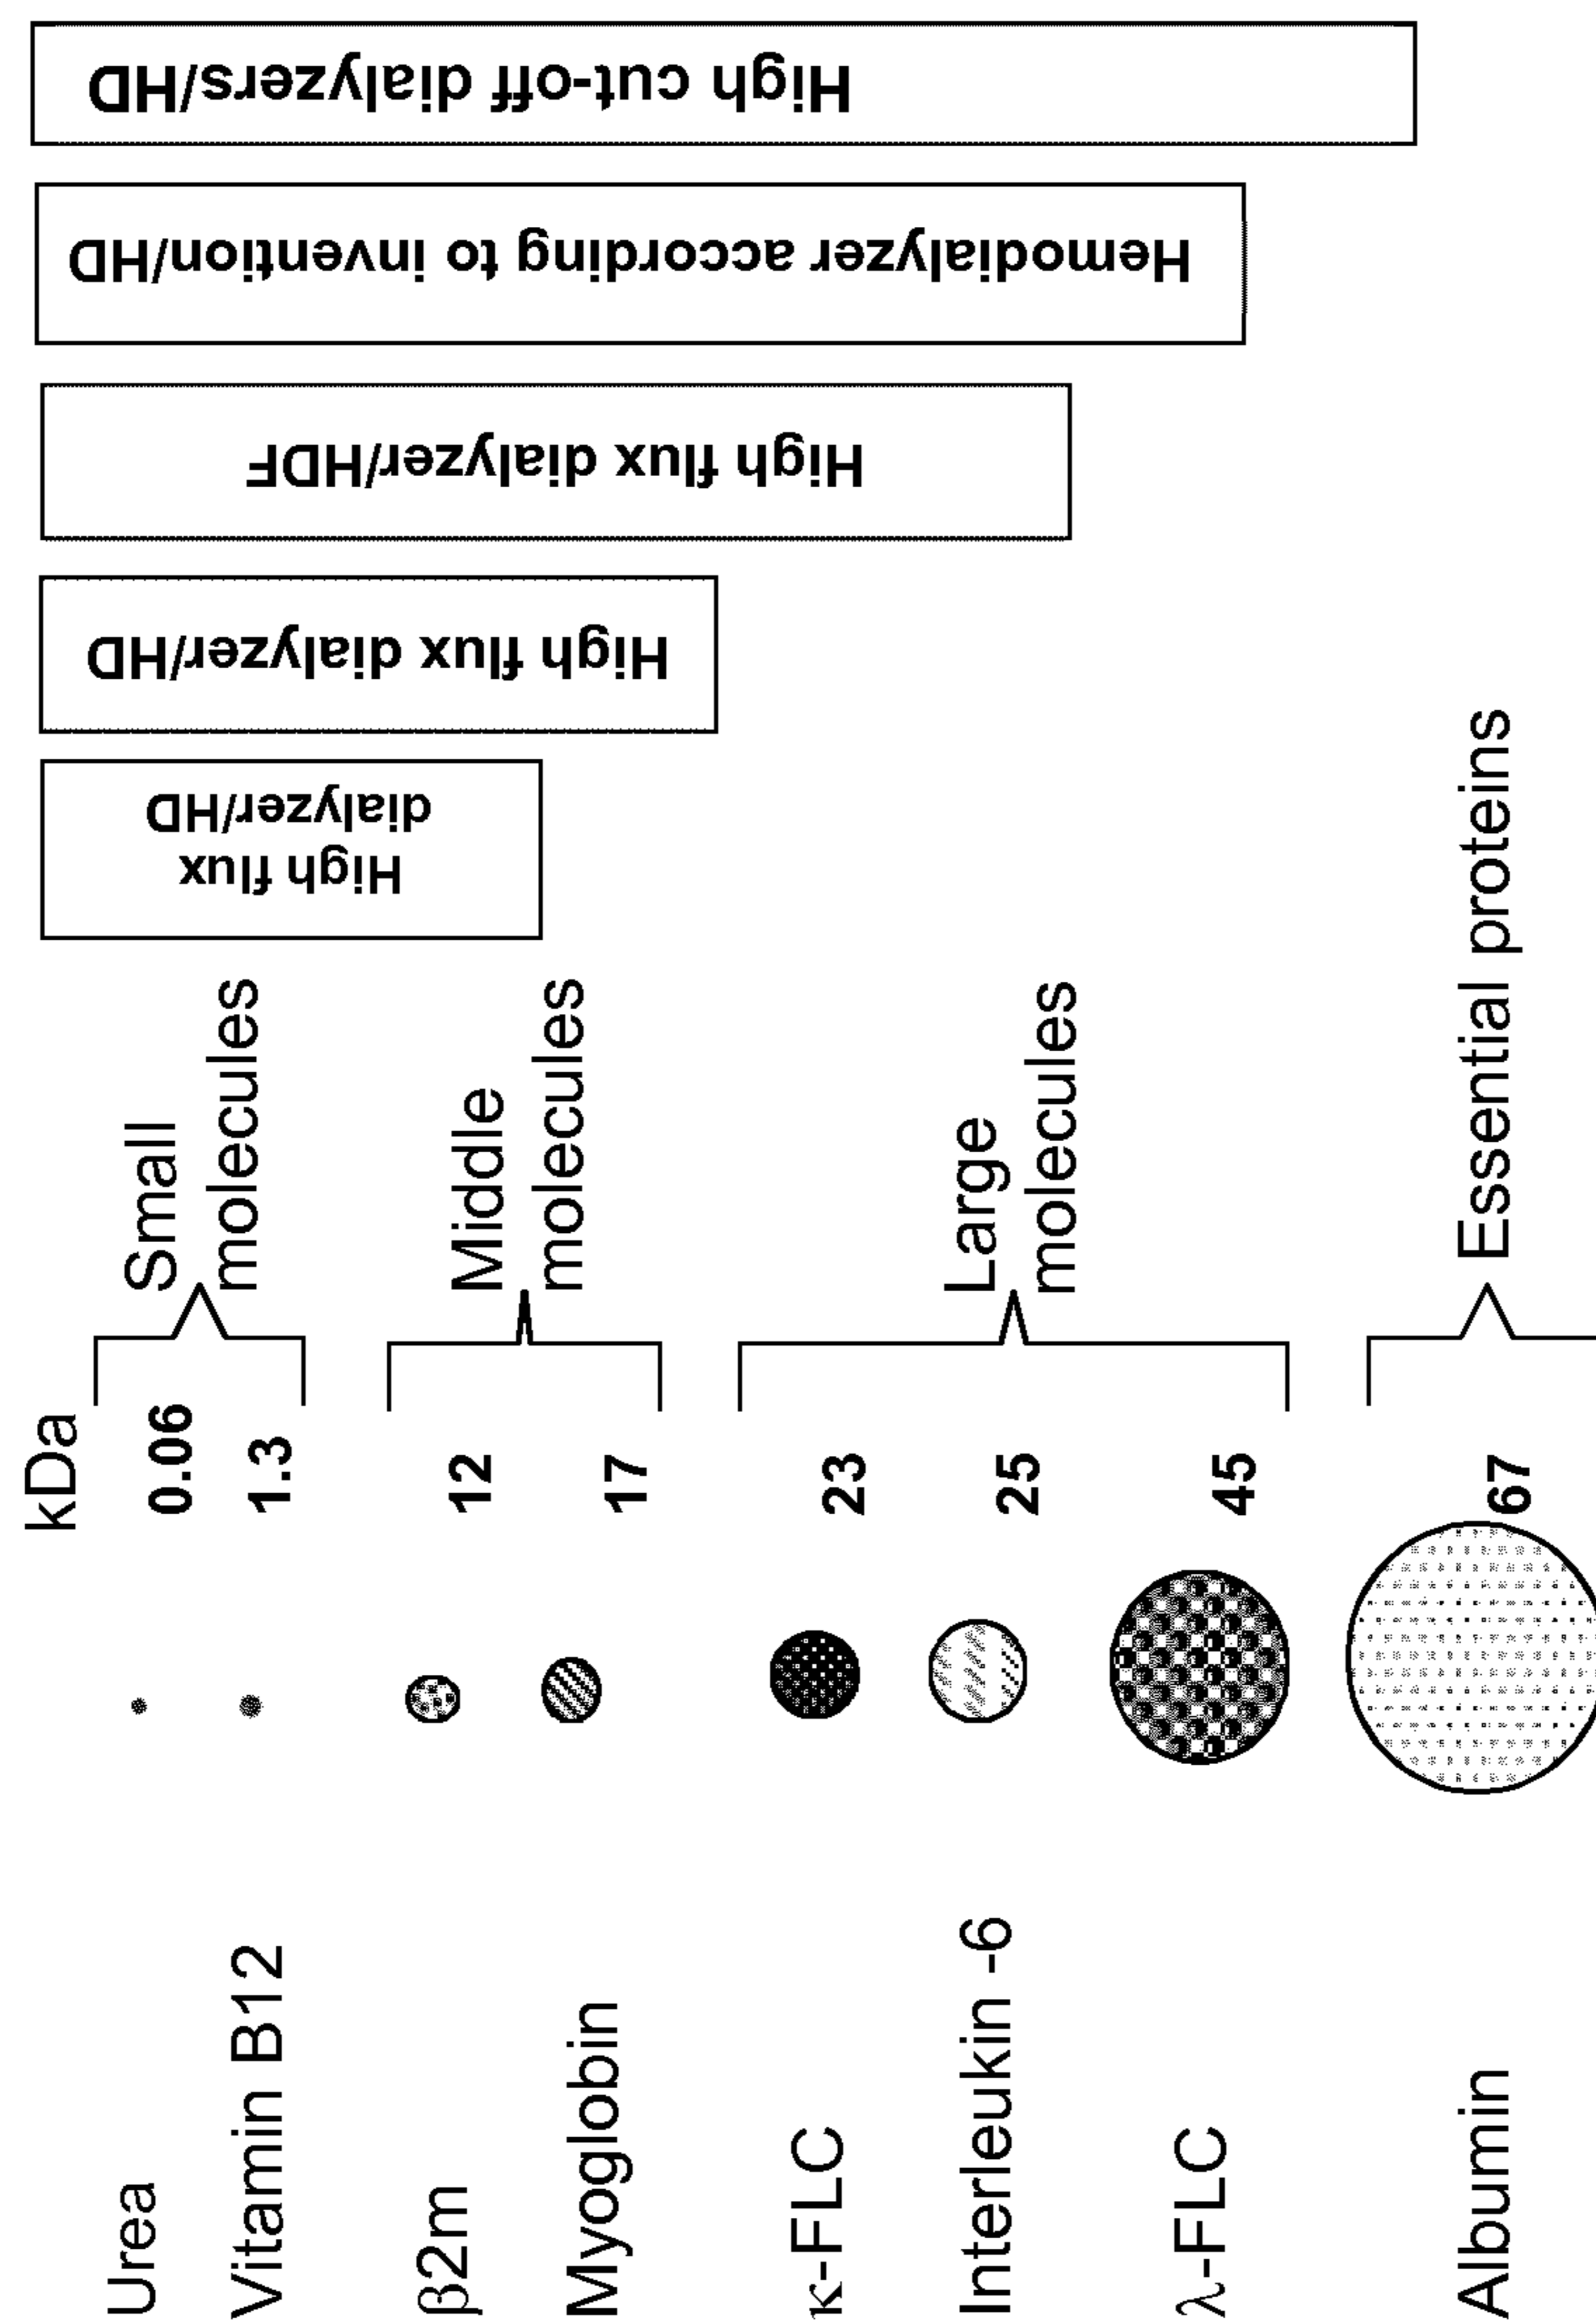 kDa
Urea
0.06
Vitamin B12
1.3
Small
molecules
β2m
12
Myoglobin
17
Middle
molecules
κ-FLC
23
Interleukin -6
25
λ-FLC
45
Large
molecules
Albumin
67
Essential proteins
High flux
dialyzer/HD
High flux dialyzer/HD
High flux dialyzer/HDF
Hemodialyzer according to invention/HD
High cut-off dialyzers/HD